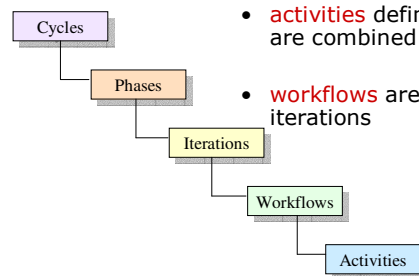 Cycles
• activities defin
are combined
Phases
• workflows are
iterations
Iterations
Workflows
Activities